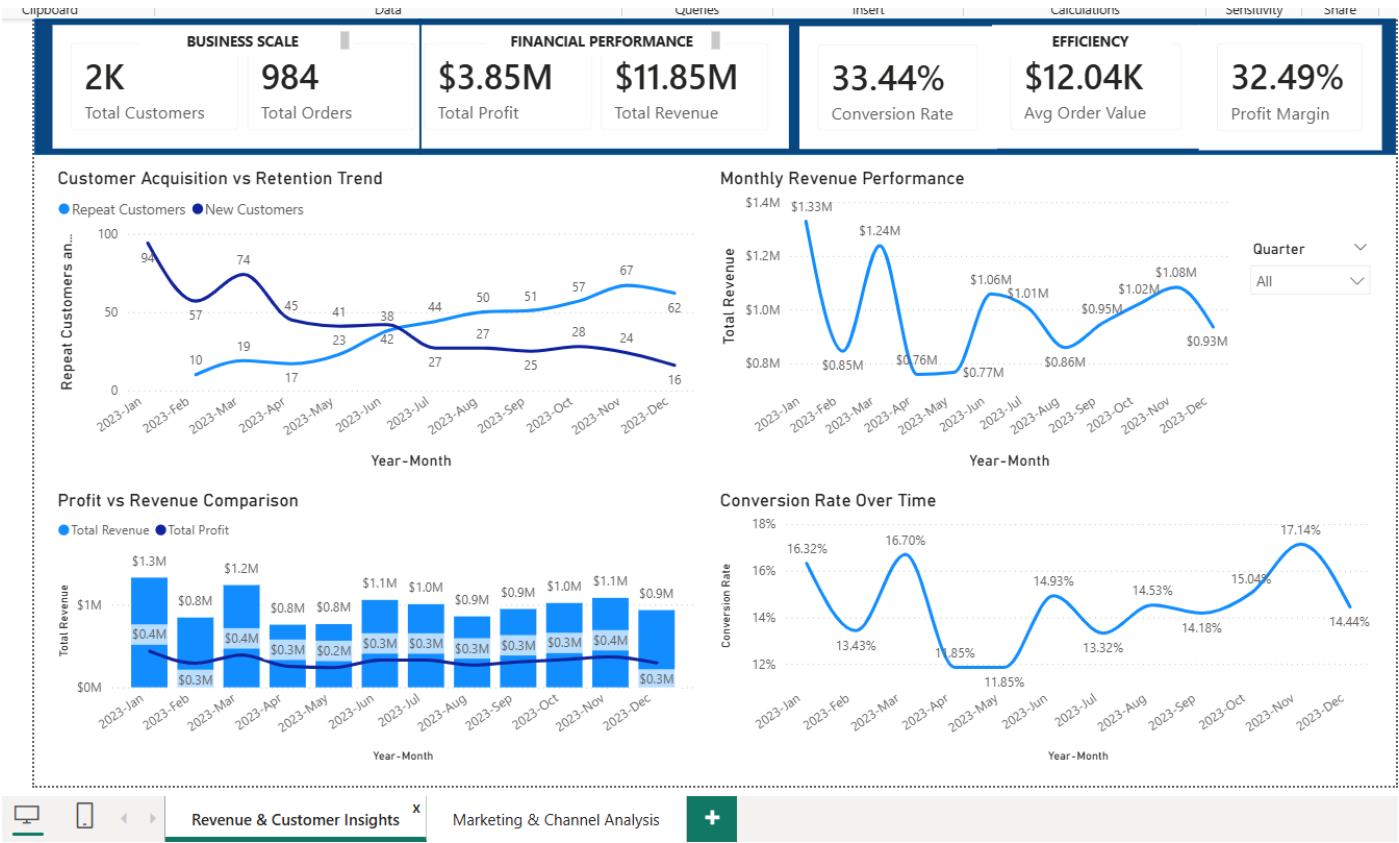 Clipboard Data Queries Insert Calculations Sensitivity Share
BUSINESS SCALE
2K
Total Customers
984
Total Orders
FINANCIAL PERFORMANCE
$3.85M
Total Profit
$11.85M
Total Revenue
EFFICIENCY
33.44%
Conversion Rate
$12.04K
Avg Order Value
32.49%
Profit Margin
Customer Acquisition vs Retention Trend
Repeat Customers New Customers
Repeat Customers an...
100
50
0
94 57 74 45 41 38 44 50 51 57 67 62
10 19 17 23 42 27 27 25 28 24 16
2023-Jan 2023-Feb 2023-Mar 2023-Apr 2023-May 2023-Jun 2023-Jul 2023-Aug 2023-Sep 2023-Oct 2023-Nov 2023-Dec
Year-Month
Monthly Revenue Performance
Total Revenue
$1.4M
$1.2M
$1.0M
$0.8M
$1.33M $0.85M $1.24M $0.76M $0.77M $1.06M $1.01M $0.86M $0.95M $1.02M $1.08M $0.93M
2023-Jan 2023-Feb 2023-Mar 2023-Apr 2023-May 2023-Jun 2023-Jul 2023-Aug 2023-Sep 2023-Oct 2023-Nov 2023-Dec
Year-Month
Quarter
All
Profit vs Revenue Comparison
Total Revenue Total Profit
Total Revenue
$1M
$0M
$1.3M $0.8M $1.2M $0.8M $0.8M $1.1M $1.0M $0.9M $0.9M $1.0M $1.1M $0.9M
$0.4M $0.3M $0.4M $0.3M $0.2M $0.3M $0.3M $0.3M $0.3M $0.3M $0.4M $0.3M
2023-Jan 2023-Feb 2023-Mar 2023-Apr 2023-May 2023-Jun 2023-Jul 2023-Aug 2023-Sep 2023-Oct 2023-Nov 2023-Dec
Year-Month
Conversion Rate Over Time
Conversion Rate
18%
16%
14%
12%
16.32% 13.43% 16.70% 11.85% 11.85% 14.93% 13.32% 14.53% 14.18% 15.04% 17.14% 14.44%
2023-Jan 2023-Feb 2023-Mar 2023-Apr 2023-May 2023-Jun 2023-Jul 2023-Aug 2023-Sep 2023-Oct 2023-Nov 2023-Dec
Year-Month
Revenue & Customer Insights x
Marketing & Channel Analysis
+